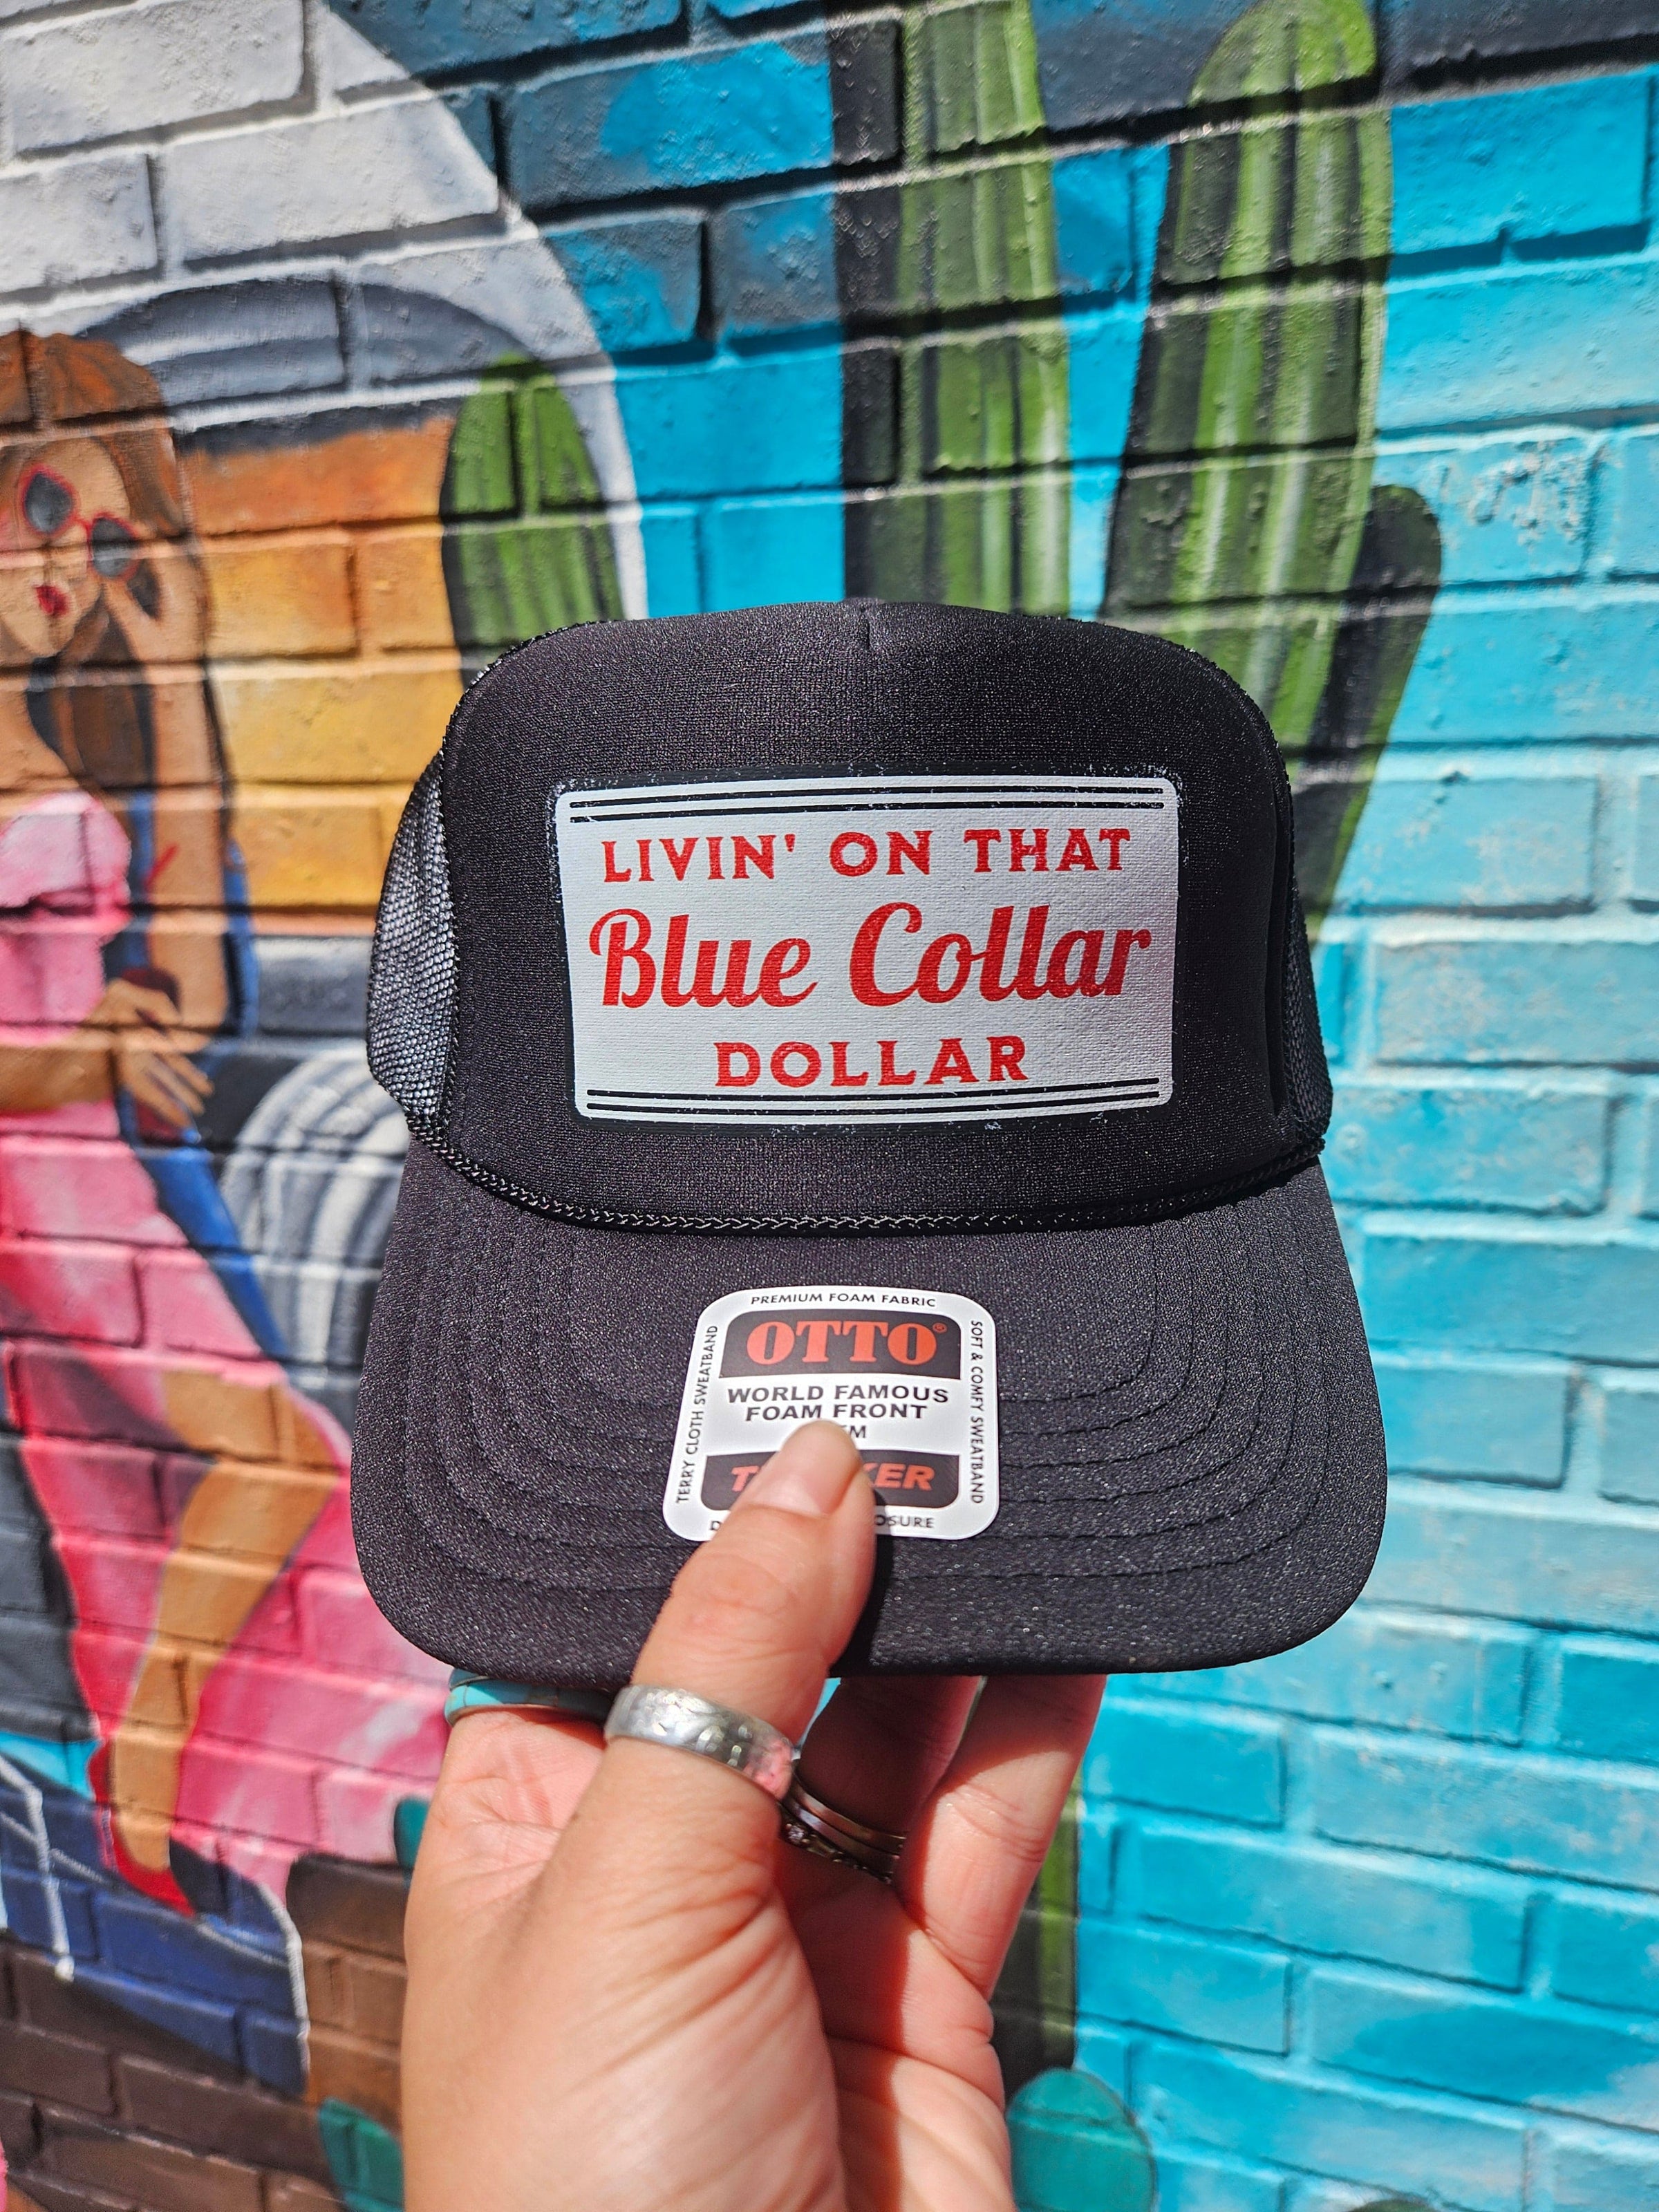 LIVIN' ON THAT
Blue Collar
DOLLAR
PREMIUM FOAM FABRIC
OTTO®
WORLD FAMOUS
FOAM FRONT
TERRY CLOTH SWEATBAND
SOFT & COMFY SWEATBAND